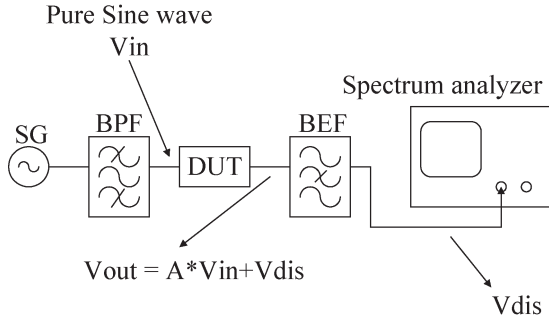 Pure Sine wave
Vin
Spectrum analyzer
SG
BPF
BEF
DUT
Vout = A*Vin+Vdis
Vdis